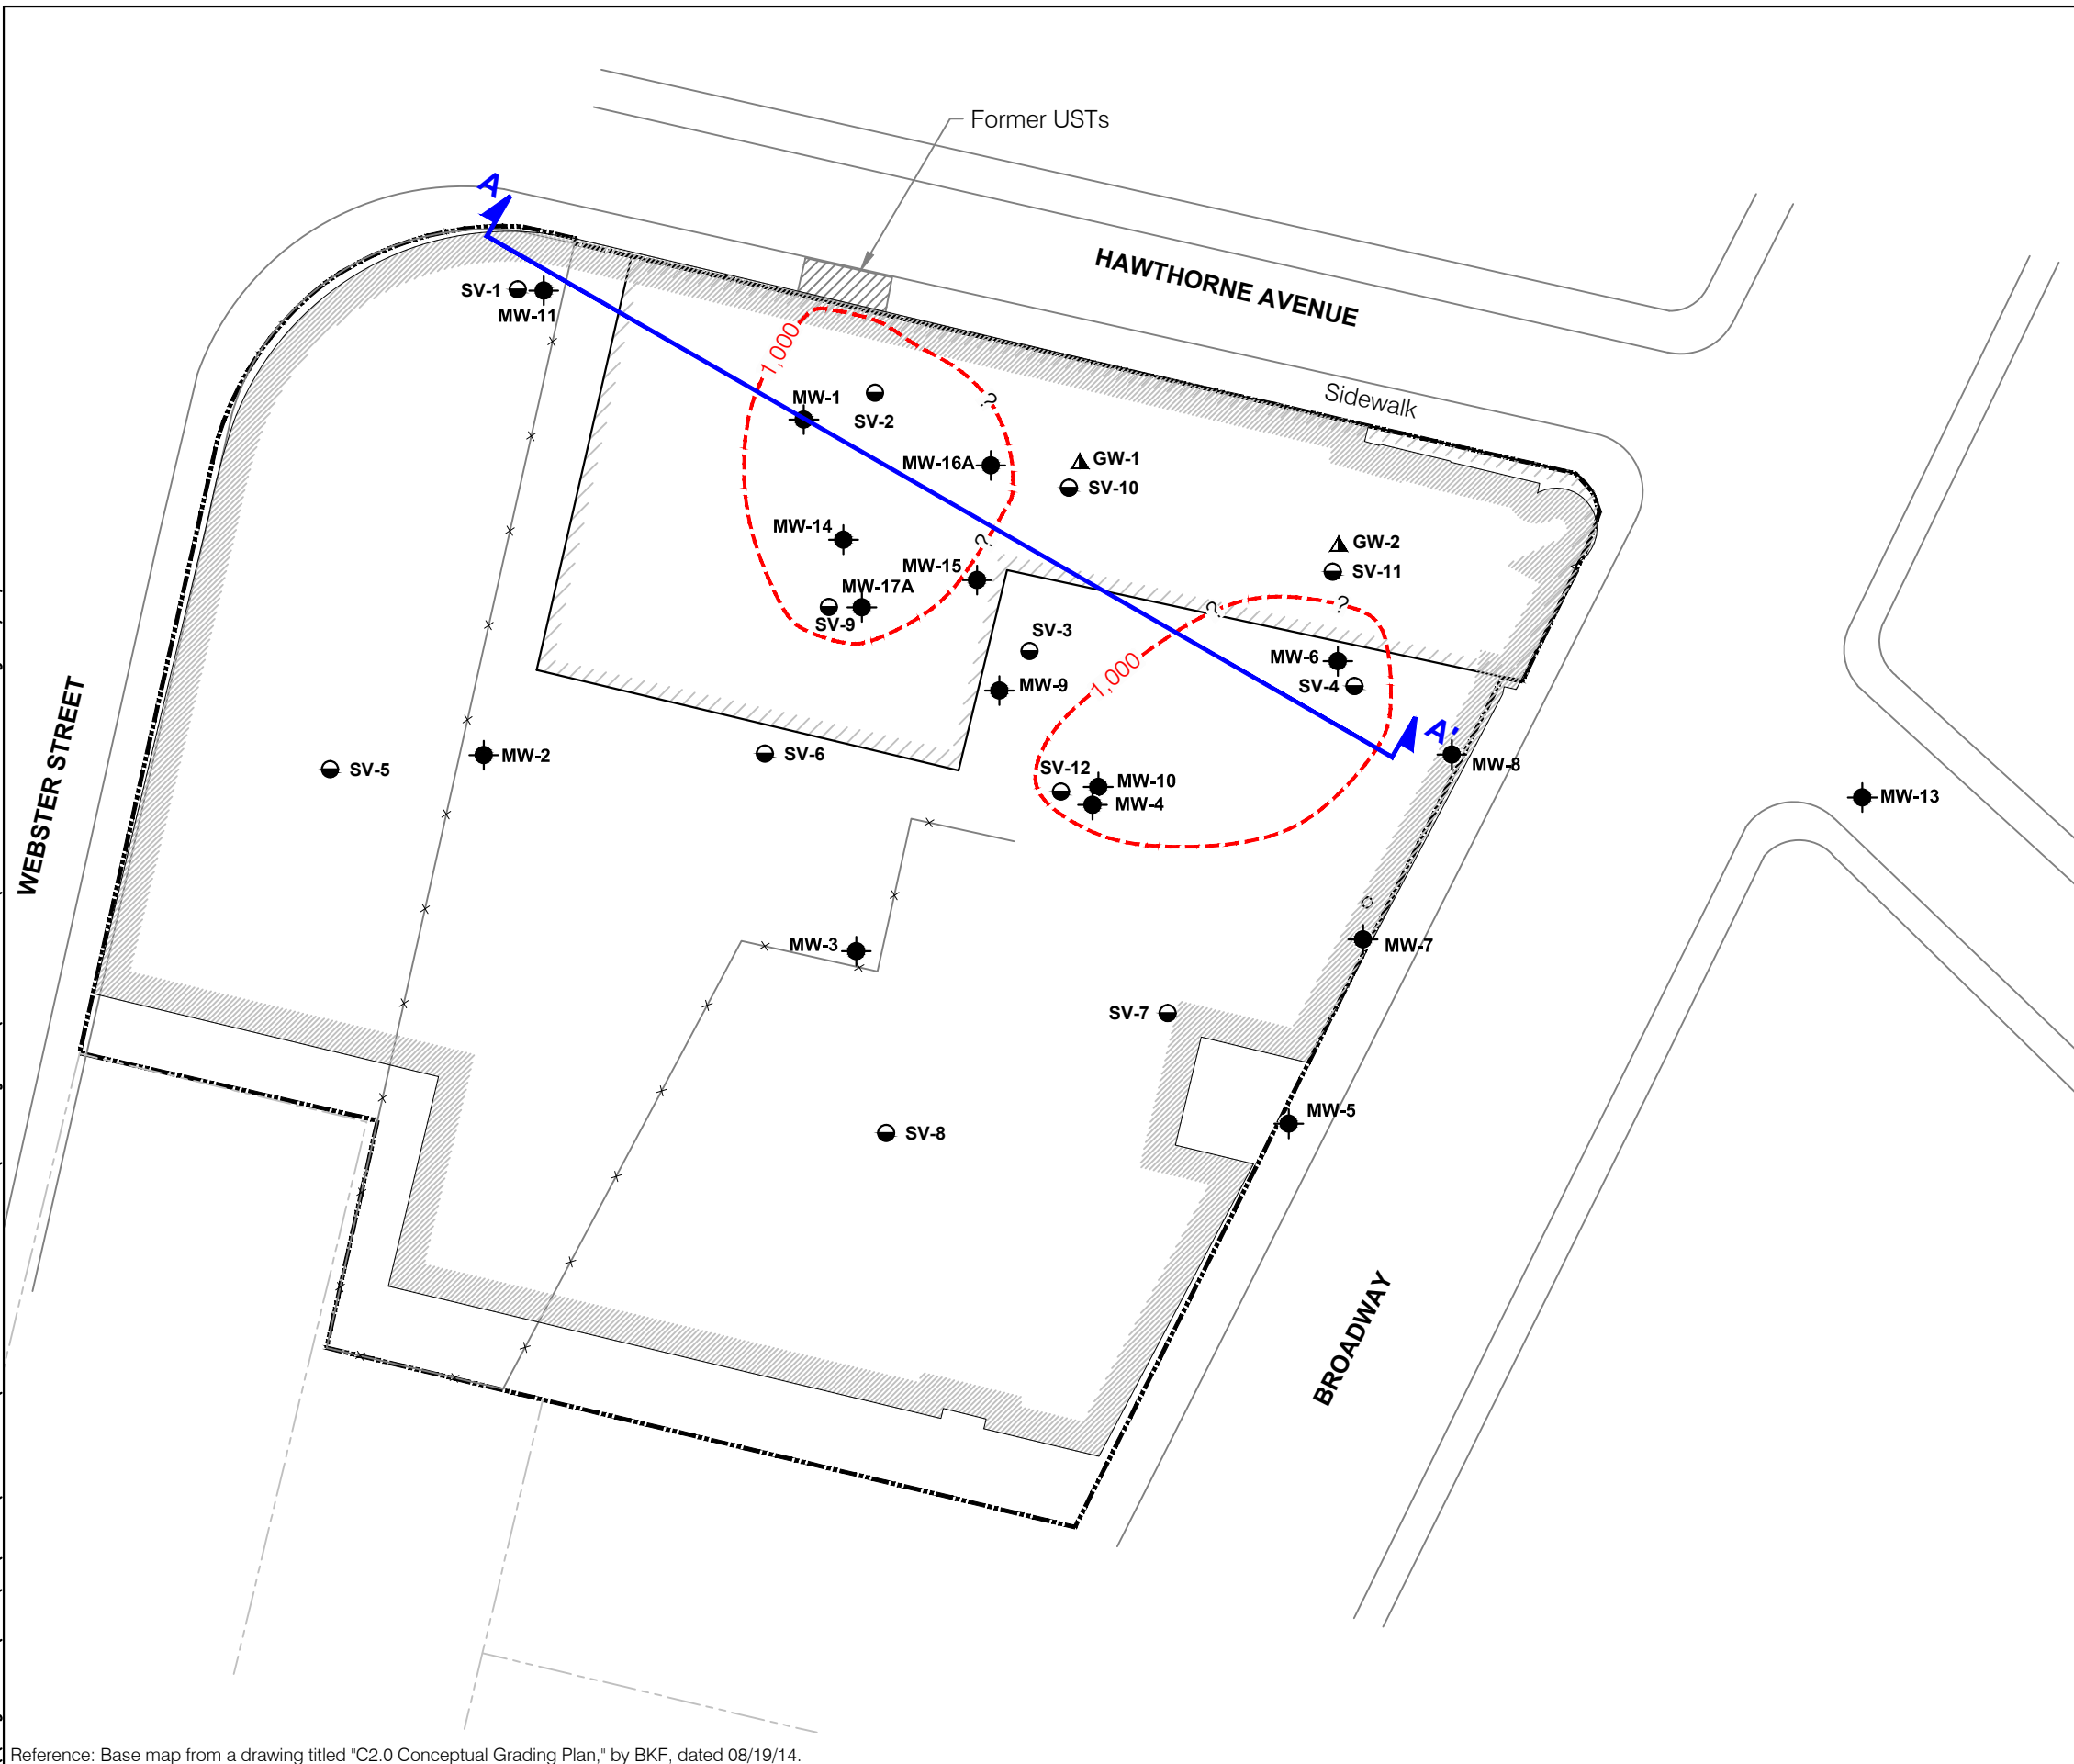 Former USTs
A
HAWTHORNE AVENUE
SV-1
MW-11
1,000
Sidewalk
MW-1
SV-2
?
MW-16A
GW-1
SV-10
MW-14
?
GW-2
MW-15
SV-11
MW-17A
SV-9
?
?
SV-3
MW-6
1,000
SV-4
MW-9
WEBSTER STREET
A'
MW-2
SV-6
MW-8
SV-5
SV-12
MW-10
MW-4
MW-13
MW-3
MW-7
SV-7
MW-5
SV-8
BROADWAY
Reference: Base map from a drawing titled "C2.0 Conceptual Grading Plan," by BKF, dated 08/19/14.